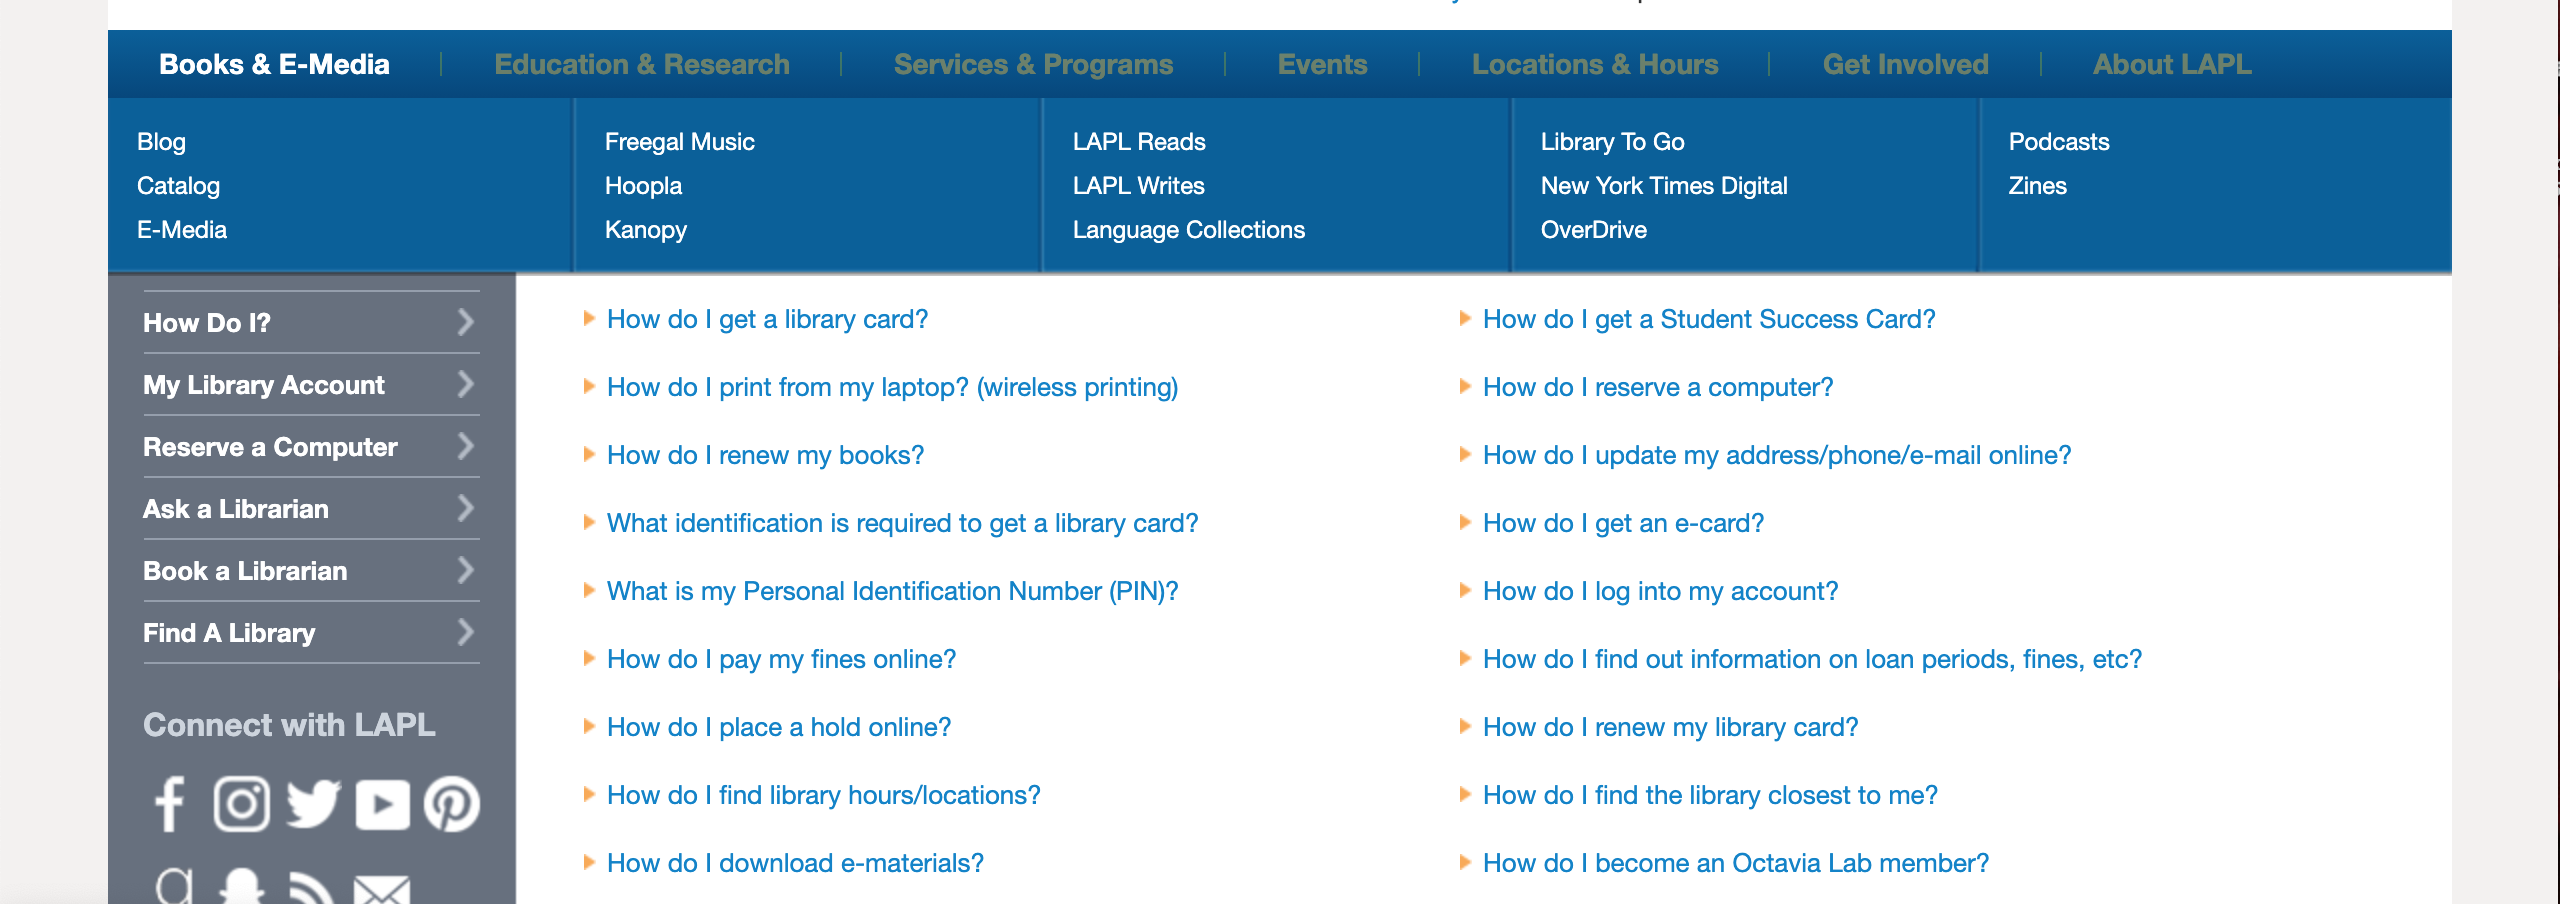 Books & E-Media
Education & Research
Services & Programs
Events
Locations & Hours
Get Involved
About LAPL
Blog
Catalog
E-Media
Freegal Music
Hoopla
Kanopy
LAPL Reads
LAPL Writes
Language Collections
Library To Go
New York Times Digital
OverDrive
Podcasts
Zines
How Do I?
My Library Account
Reserve a Computer
Ask a Librarian
Book a Librarian
Find A Library
Connect with LAPL
How do I get a library card?
How do I print from my laptop? (wireless printing)
How do I renew my books?
What identification is required to get a library card?
What is my Personal Identification Number (PIN)?
How do I pay my fines online?
How do I place a hold online?
How do I find library hours/locations?
How do I download e-materials?
How do I get a Student Success Card?
How do I reserve a computer?
How do I update my address/phone/e-mail online?
How do I get an e-card?
How do I log into my account?
How do I find out information on loan periods, fines, etc?
How do I renew my library card?
How do I find the library closest to me?
How do I become an Octavia Lab member?